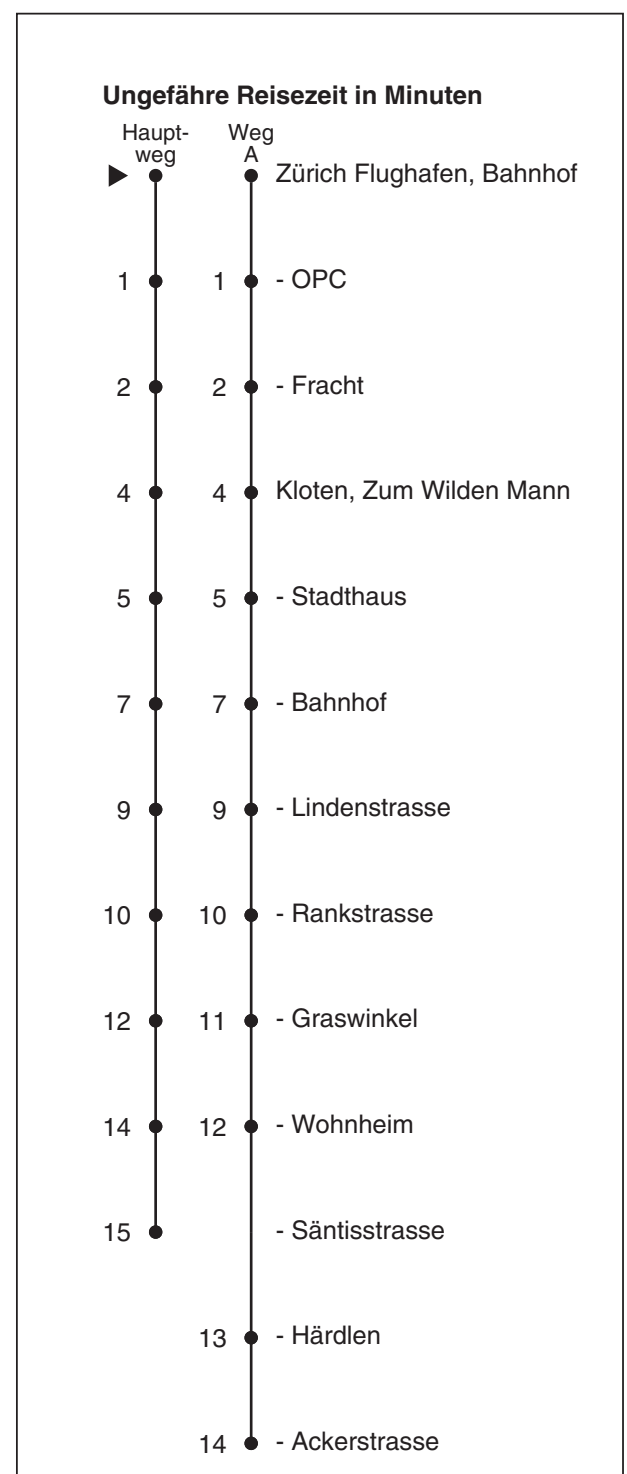 Ungefähre Reisezeit in Minuten
Haupt- Weg
weg A
Zürich Flughafen, Bahnhof
1 1 - OPC
2 2 - Fracht
4 4 Kloten, Zum Wilden Mann
5 5 - Stadthaus
7 7 - Bahnhof
9 9 - Lindenstrasse
10 10 - Rankstrasse
12 11 - Graswinkel
14 12 - Wohnheim
15 - Säntisstrasse
13 - Härdlen
14 - Ackerstrasse